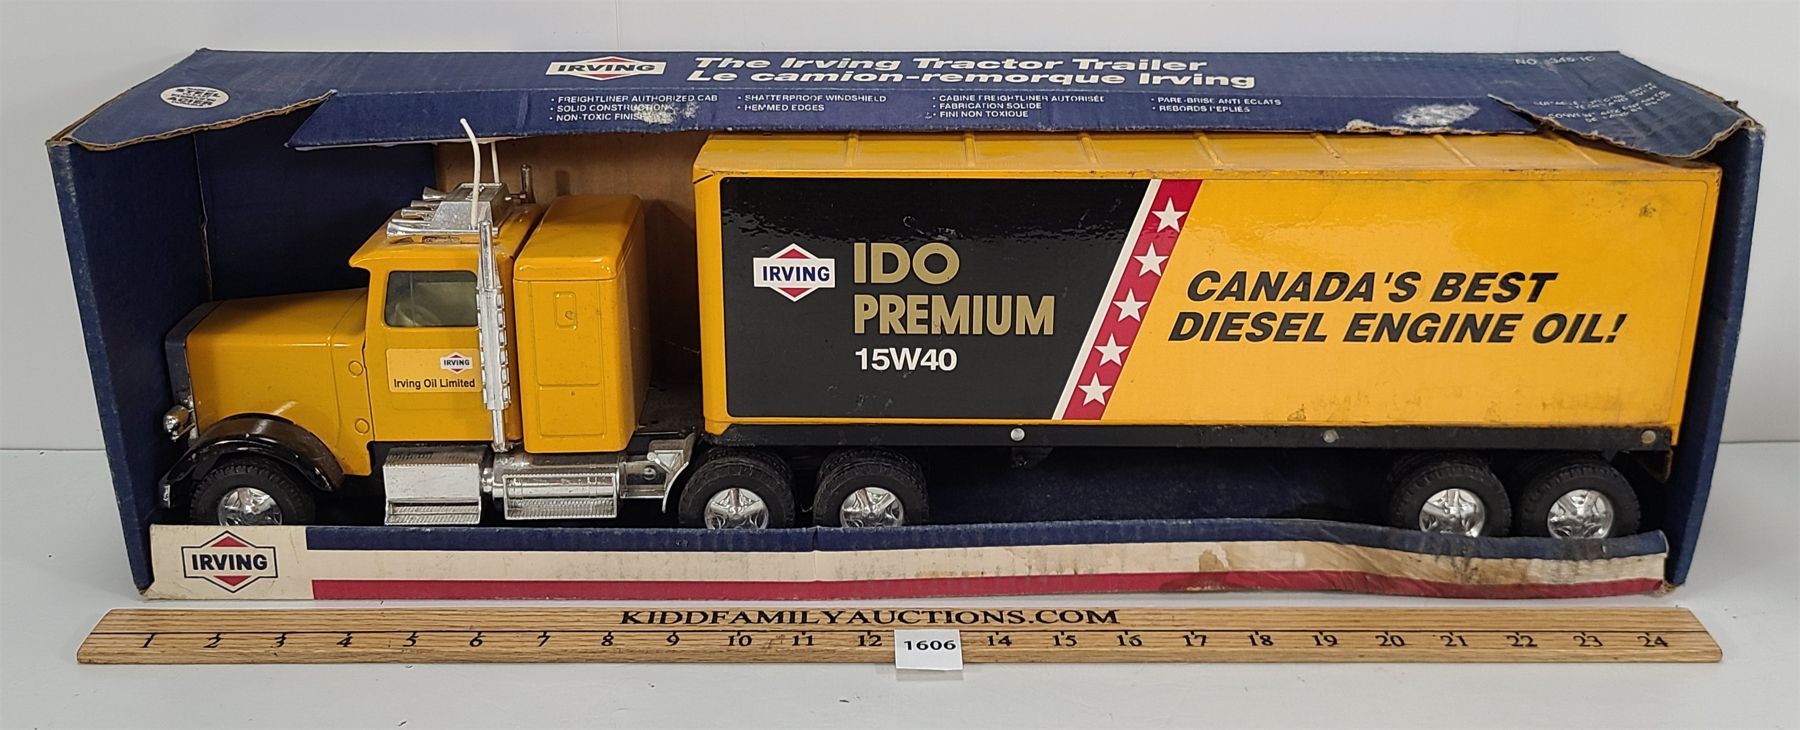 IRVING
The Irving Tractor Trailer
Le camion-remorque Irving
• FREIGHTLINER AUTHORIZED CAB
• SOLID CONSTRUCTION
• NON-TOXIC FINISH
• SHATTERPROOF WINDSHIELD
• HEMMED EDGES
• CABINE FREIGHTLINER AUTORISÉE
• FABRICATION SOLIDE
• FINI NON TOXIQUE
• PARE-BRISE ANTI ECLATS
• REBORDS REPLIÉS
NO.
IRVING
Irving Oil Limited
IRVING
IDO
PREMIUM
15W40
CANADA'S BEST
DIESEL ENGINE OIL!
IRVING
KIDDFAMILYAUCTIONS.COM
1 2 3 4 5 6 7 8 9 10 11 12 14 15 16 17 18 19 20 21 22 23 24
1606